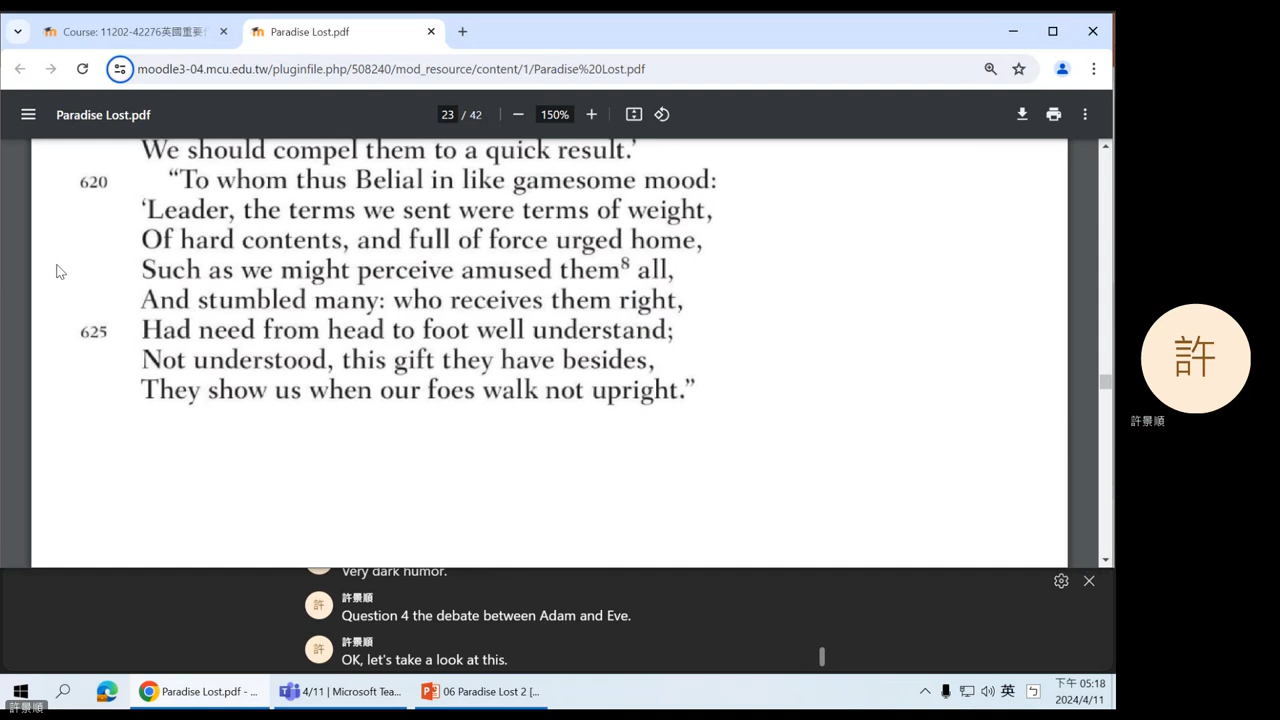 Course: 11202-42276英國重要
Paradise Lost.pdf
moodle3-04.mcu.edu.tw/pluginfile.php/508240/mod_resource/content/1/Paradise%20Lost.pdf
Paradise Lost.pdf
23 / 42
150%
We should compel them to a quick result.’
620 “To whom thus Belial in like gamesome mood:
‘Leader, the terms we sent were terms of weight,
Of hard contents, and full of force urged home,
Such as we might perceive amused them⁸ all,
And stumbled many: who receives them right,
625 Had need from head to foot well understand;
Not understood, this gift they have besides,
They show us when our foes walk not upright.”
許
許景順
Very dark humor.
許 許景順
Question 4 the debate between Adam and Eve.
許 許景順
OK, let's take a look at this.
Paradise Lost.pdf - ...
4/11 | Microsoft Tea...
06 Paradise Lost 2 [...
英
ㄅ
下午 05:18
2024/4/11
許景順